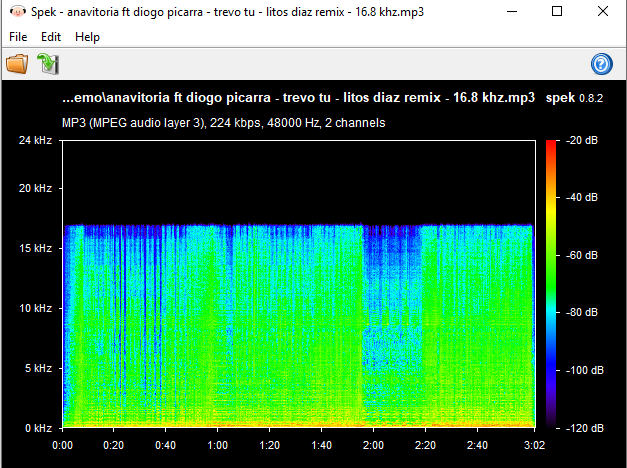 Spek - anavitoria ft diogo picarra - trevo tu - litos diaz remix - 16.8 khz.mp3
File Edit Help
...emo\anavitoria ft diogo picarra - trevo tu - litos diaz remix - 16.8 khz.mp3 spek 0.8.2
MP3 (MPEG audio layer 3), 224 kbps, 48000 Hz, 2 channels
24 kHz
20 kHz
15 kHz
10 kHz
5 kHz
0 kHz
0:00 0:20 0:40 1:00 1:20 1:40 2:00 2:20 2:40 3:02
-20 dB
-40 dB
-60 dB
-80 dB
-100 dB
-120 dB